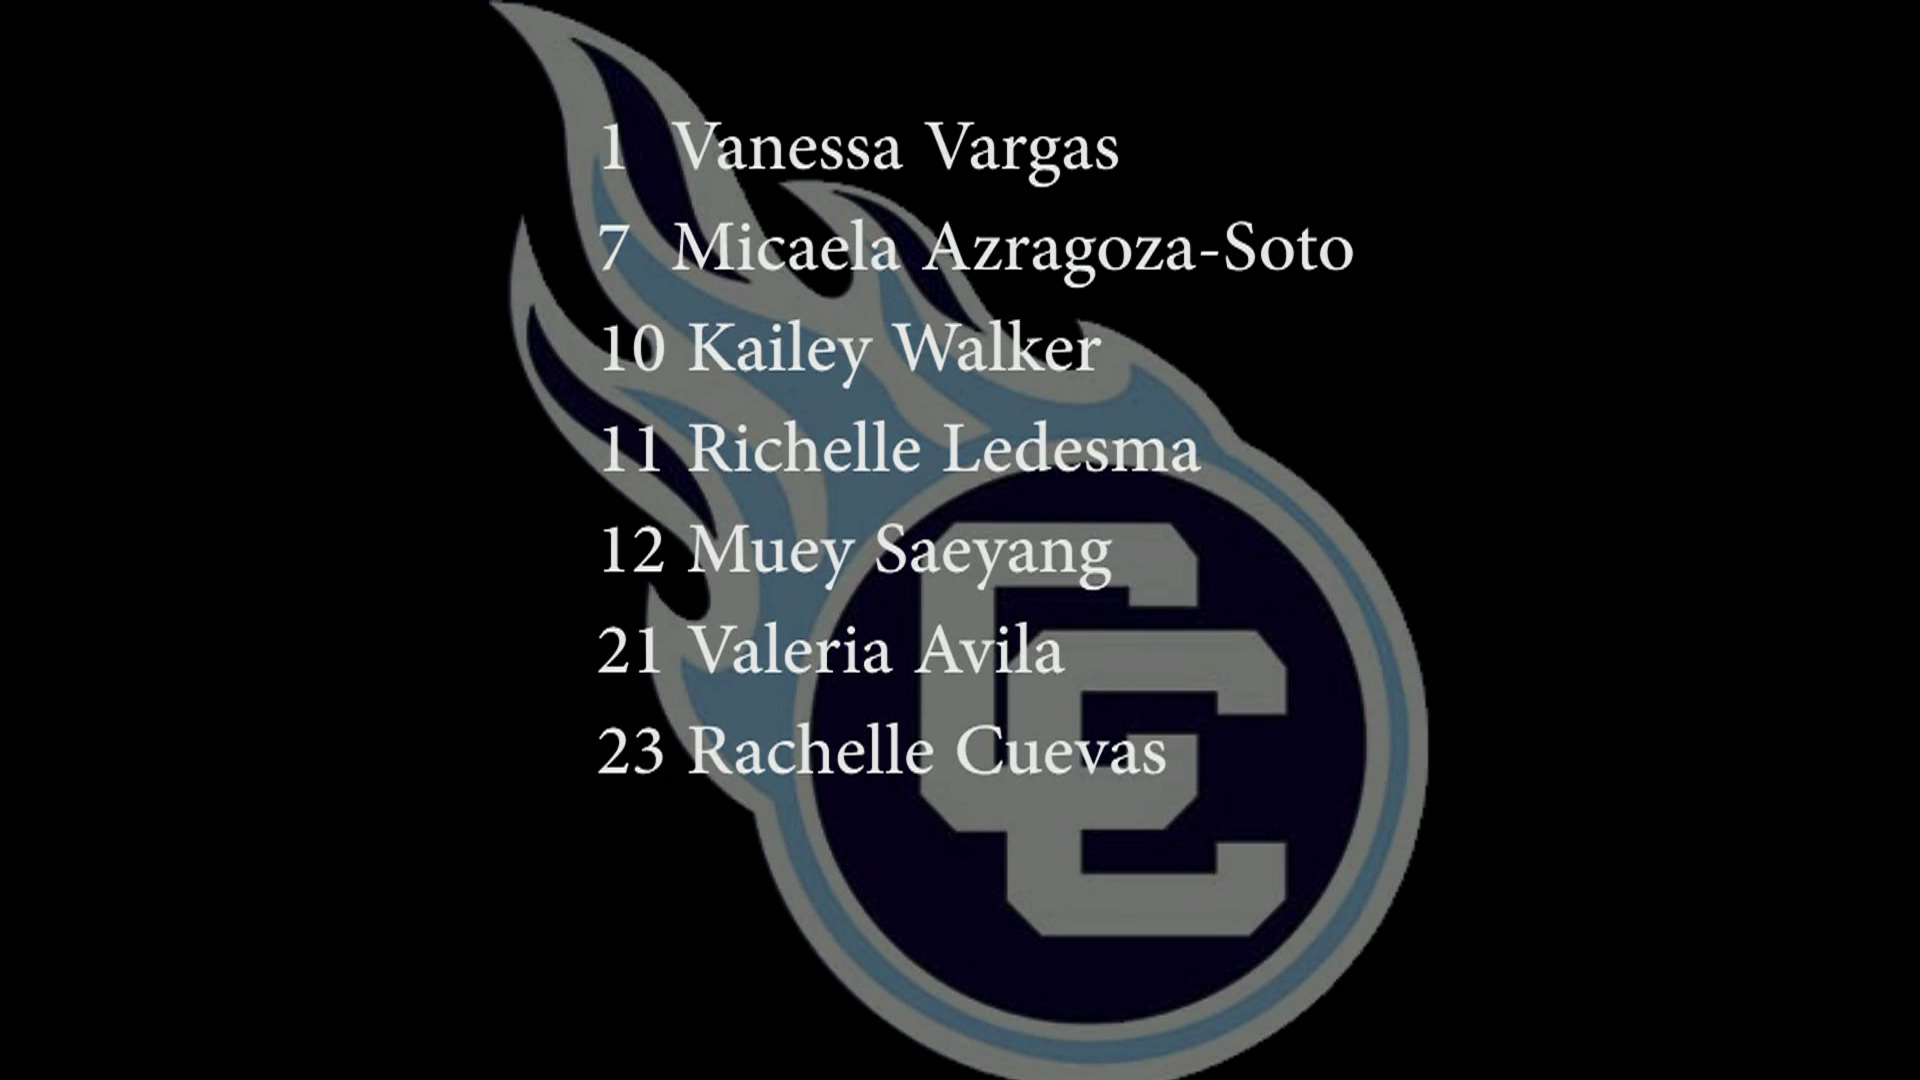 1 Vanessa Vargas
7 Micaela Azragoza-Soto
10 Kailey Walker
11 Richelle Ledesma
12 Muey Saeyang
21 Valeria Avila
23 Rachelle Cuevas
CC